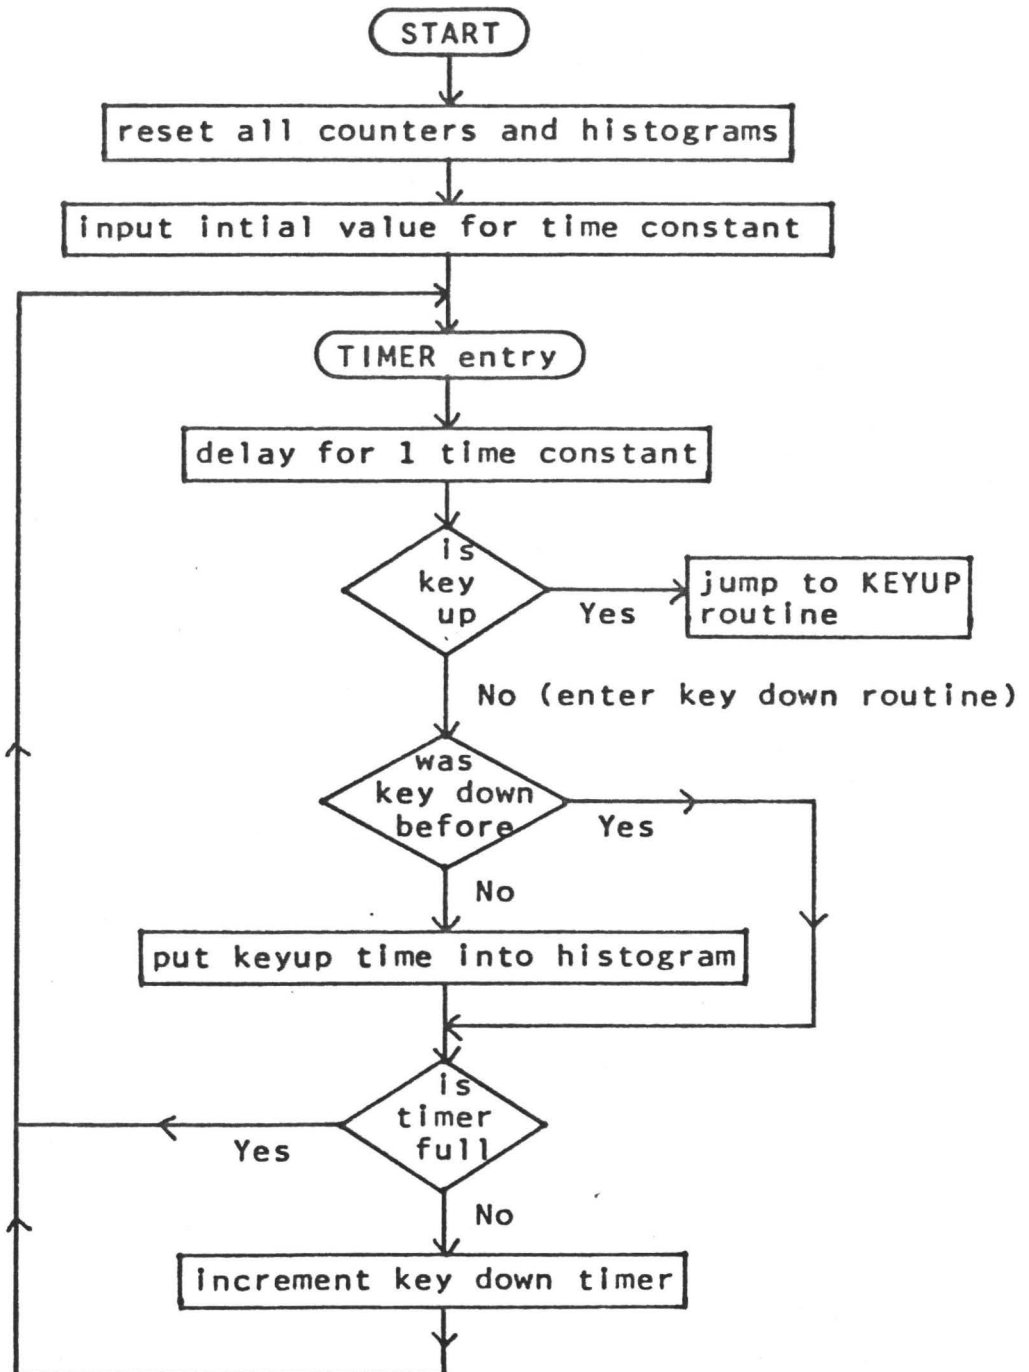 START
reset all counters and histograms
input intial value for time constant
TIMER entry
delay for 1 time constant
is
key
up
Yes
jump to KEYUP
routine
No (enter key down routine)
was
key down
before
Yes
No
put keyup time into histogram
is
timer
full
Yes
No
increment key down timer